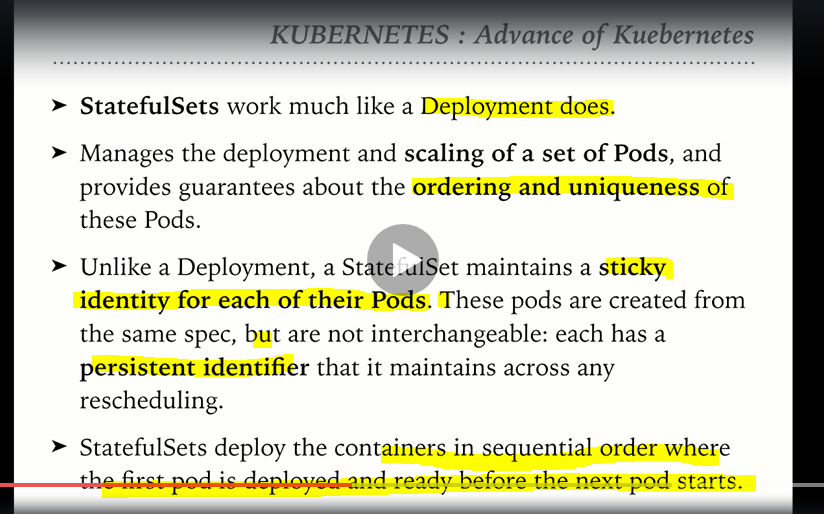 KUBERNETES : Advance of Kuebernetes
➤ StatefulSets work much like a Deployment does.
➤ Manages the deployment and scaling of a set of Pods, and
provides guarantees about the ordering and uniqueness of
these Pods.
➤ Unlike a Deployment, a StatefulSet maintains a sticky
identity for each of their Pods. These pods are created from
the same spec, but are not interchangeable: each has a
persistent identifier that it maintains across any
rescheduling.
➤ StatefulSets deploy the containers in sequential order where
the first pod is deployed and ready before the next pod starts.